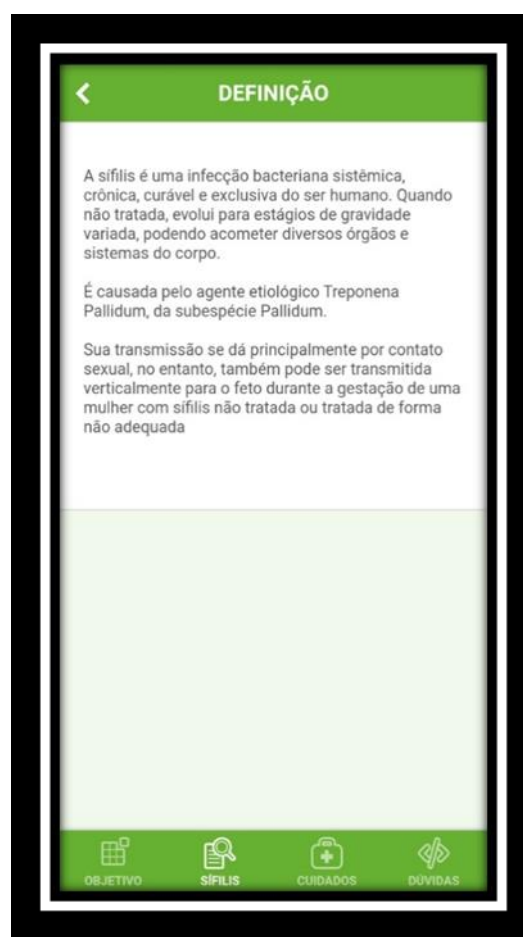 DEFINIÇÃO
A sífilis é uma infecção bacteriana sistêmica,
crônica, curável e exclusiva do ser humano. Quando
não tratada, evolui para estágios de gravidade
variada, podendo acometer diversos órgãos e
sistemas do corpo.
É causada pelo agente etiológico Treponena
Pallidum, da subespécie Pallidum.
Sua transmissão se dá principalmente por contato
sexual, no entanto, também pode ser transmitida
verticalmente para o feto durante a gestação de uma
mulher com sífilis não tratada ou tratada de forma
não adequada
OBJETIVO SÍFILIS CUIDADOS DÚVIDAS